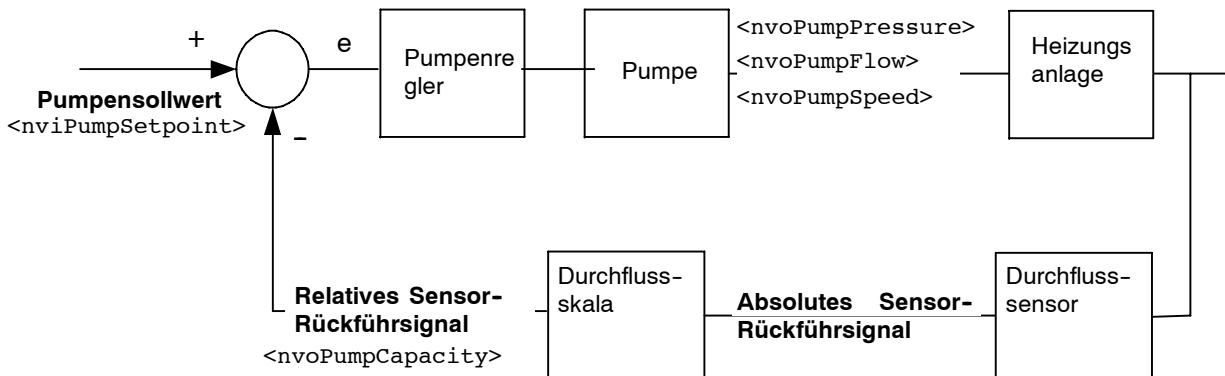 +
e
Pumpenre
gler
Pumpe
<nvoPumpPressure>
<nvoPumpFlow>
<nvoPumpSpeed>
Heizungs
anlage
Pumpensollwert
<nviPumpSetpoint>
-
Relatives Sensor-
Rückführsignal
<nvoPumpCapacity>
Durchfluss-
skala
Absolutes Sensor-
Rückführsignal
Durchfluss-
sensor